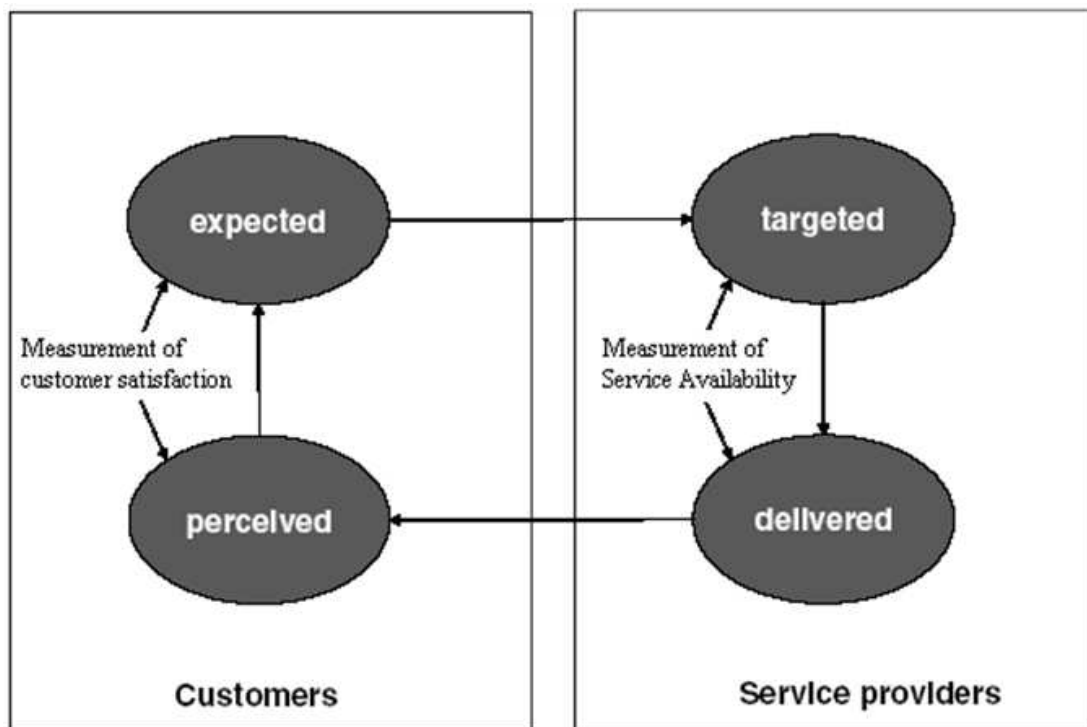 expected
targeted
Measurement of
customer satisfaction
Measurement of
Service Availability
perceived
delivered
Customers
Service providers